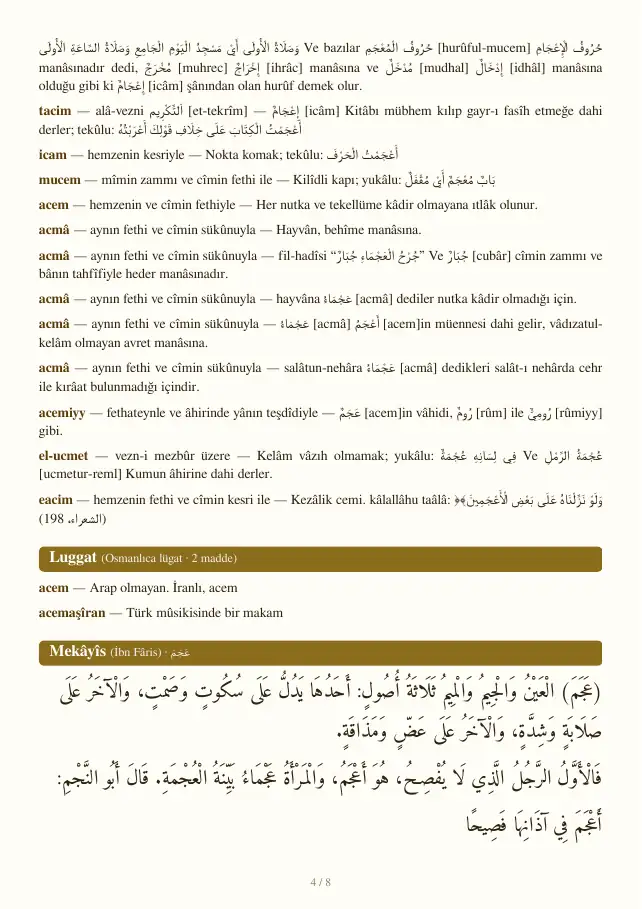 وَصَلَاةُ الْأُولَى أَيْ مَسْجِدُ الْيَوْمِ الْجَامِعِ وَصَلَاةُ السَّاعَةِ الْأُولَى Ve bazılar حُرُوفُ الْمُعْجَمِ [hurûful-mucem] حُرُوفُ الْإِعْجَامِ
manâsınadır dedi, مُخْرَجٌ [muhrec] إِخْرَاجٌ [ihrâc] manâsına ve مُدْخَلٌ [mudhal] إِدْخَالٌ [idhâl] manâsına
olduğu gibi ki إِعْجَامٌ [icâm] şânından olan hurûf demek olur.
tacim — alâ-vezni اَلتَّكْرِيمِ [et-tekrîm] — إِعْجَامٌ [icâm] Kitâbı mübhem kılıp gayr-ı fasîh etmeğe dahi
derler; tekûlu: أَعْجَمْتُ الْكِتَابَ عَلَى خِلَافِ قَوْلِكَ أَعْرَبْتُهُ
icam — hemzenin kesriyle — Nokta komak; tekûlu: أَعْجَمْتُ الْحَرْفَ
mucem — mîmin zammı ve cîmin fethi ile — Kilîdli kapı; yukâlu: بَابٌ مُعْجَمٌ أَيْ مُقْفَلٌ
acem — hemzenin ve cîmin fethiyle — Her nutka ve tekellüme kâdir olmayana ıtlâk olunur.
acmâ — aynın fethi ve cîmin sükûnuyla — Hayvân, behîme manâsına.
acmâ — aynın fethi ve cîmin sükûnuyla — fil-hadîsi “جُرْحُ الْعَجْمَاءِ جُبَارٌ” Ve جُبَارٌ [cubâr] cîmin zammı ve
bânın tahfîfiyle heder manâsınadır.
acmâ — aynın fethi ve cîmin sükûnuyla — hayvâna عَجْمَاءُ [acmâ] dediler nutka kâdir olmadığı için.
acmâ — aynın fethi ve cîmin sükûnuyla — عَجْمَاءُ [acmâ] أَعْجَمُ [acem]in müennesi dahi gelir, vâdızatul-
kelâm olmayan avret manâsına.
acmâ — aynın fethi ve cîmin sükûnuyla — salâtun-nehâra عَجْمَاءُ [acmâ] dedikleri salât-ı nehârda cehr
ile kırâat bulunmadığı içindir.
acemiyy — fethateynle ve âhirinde yânın teşdîdiyle — عَجَمٌ [acem]in vâhidi, رُومٌ [rûm] ile رُومِيٌّ [rûmiyy]
gibi.
el-ucmet — vezn-i mezbûr üzere — Kelâm vâzıh olmamak; yukâlu: فِي لِسَانِهِ عُجْمَةٌ Ve عُجْمَةُ الرَّمْلِ
[ucmetur-reml] Kumun âhirine dahi derler.
eacim — hemzenin fethi ve cîmin kesri ile — Kezâlik cemi. kâlallâhu taâlâ: ﴿وَلَوْ نَزَّلْنَاهُ عَلَى بَعْضِ الْأَعْجَمِينَ﴾
(الشعراء، 198)
Luggat (Osmanlıca lügat · 2 madde)
acem — Arap olmayan. İranlı, acem
acemaşîran — Türk mûsikisinde bir makam
Mekâyîs (İbn Fâris) · عَجَمَ
(عَجَمَ) الْعَيْنُ وَالْجِيمُ وَالْمِيمُ ثَلَاثَةُ أُصُولٍ: أَحَدُهَا يَدُلُّ عَلَى سُكُوتٍ وَصَمْتٍ، وَالْآخَرُ عَلَى
صَلَابَةٍ وَشِدَّةٍ، وَالْآخَرُ عَلَى عَضٍّ وَمَذَاقَةٍ.
فَالْأَوَّلُ الرَّجُلُ الَّذِي لَا يُفْصِحُ، هُوَ أَعْجَمُ، وَالْمَرْأَةُ عَجْمَاءُ بَيِّنَةُ الْعُجْمَةِ. قَالَ أَبُو النَّجْمِ:
أَعْجَمَ فِي آذَانِهَا فَصِيحًا
4 / 8